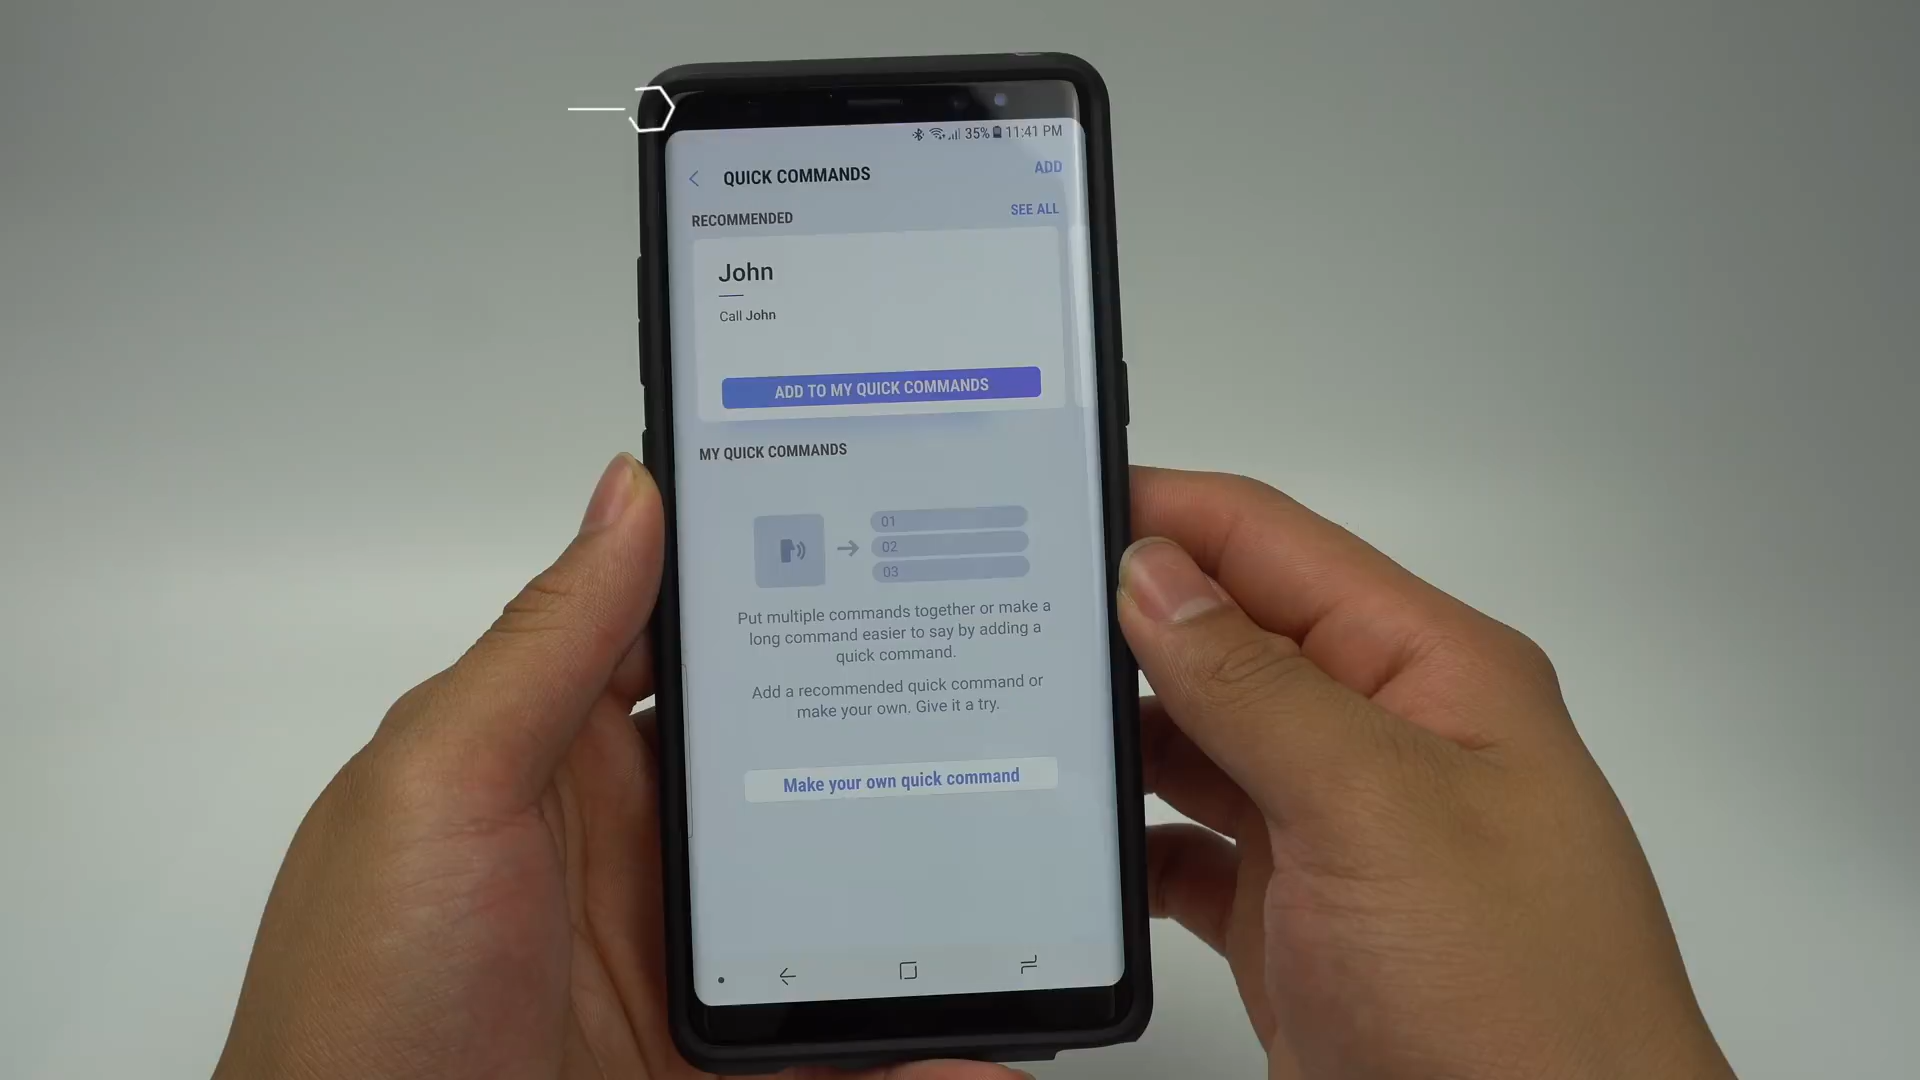 35% 11:41 PM
QUICK COMMANDS
ADD
RECOMMENDED
SEE ALL
John
Call John
ADD TO MY QUICK COMMANDS
MY QUICK COMMANDS
01
02
03
Put multiple commands together or make a
long command easier to say by adding a
quick command.
Add a recommended quick command or
make your own. Give it a try.
Make your own quick command